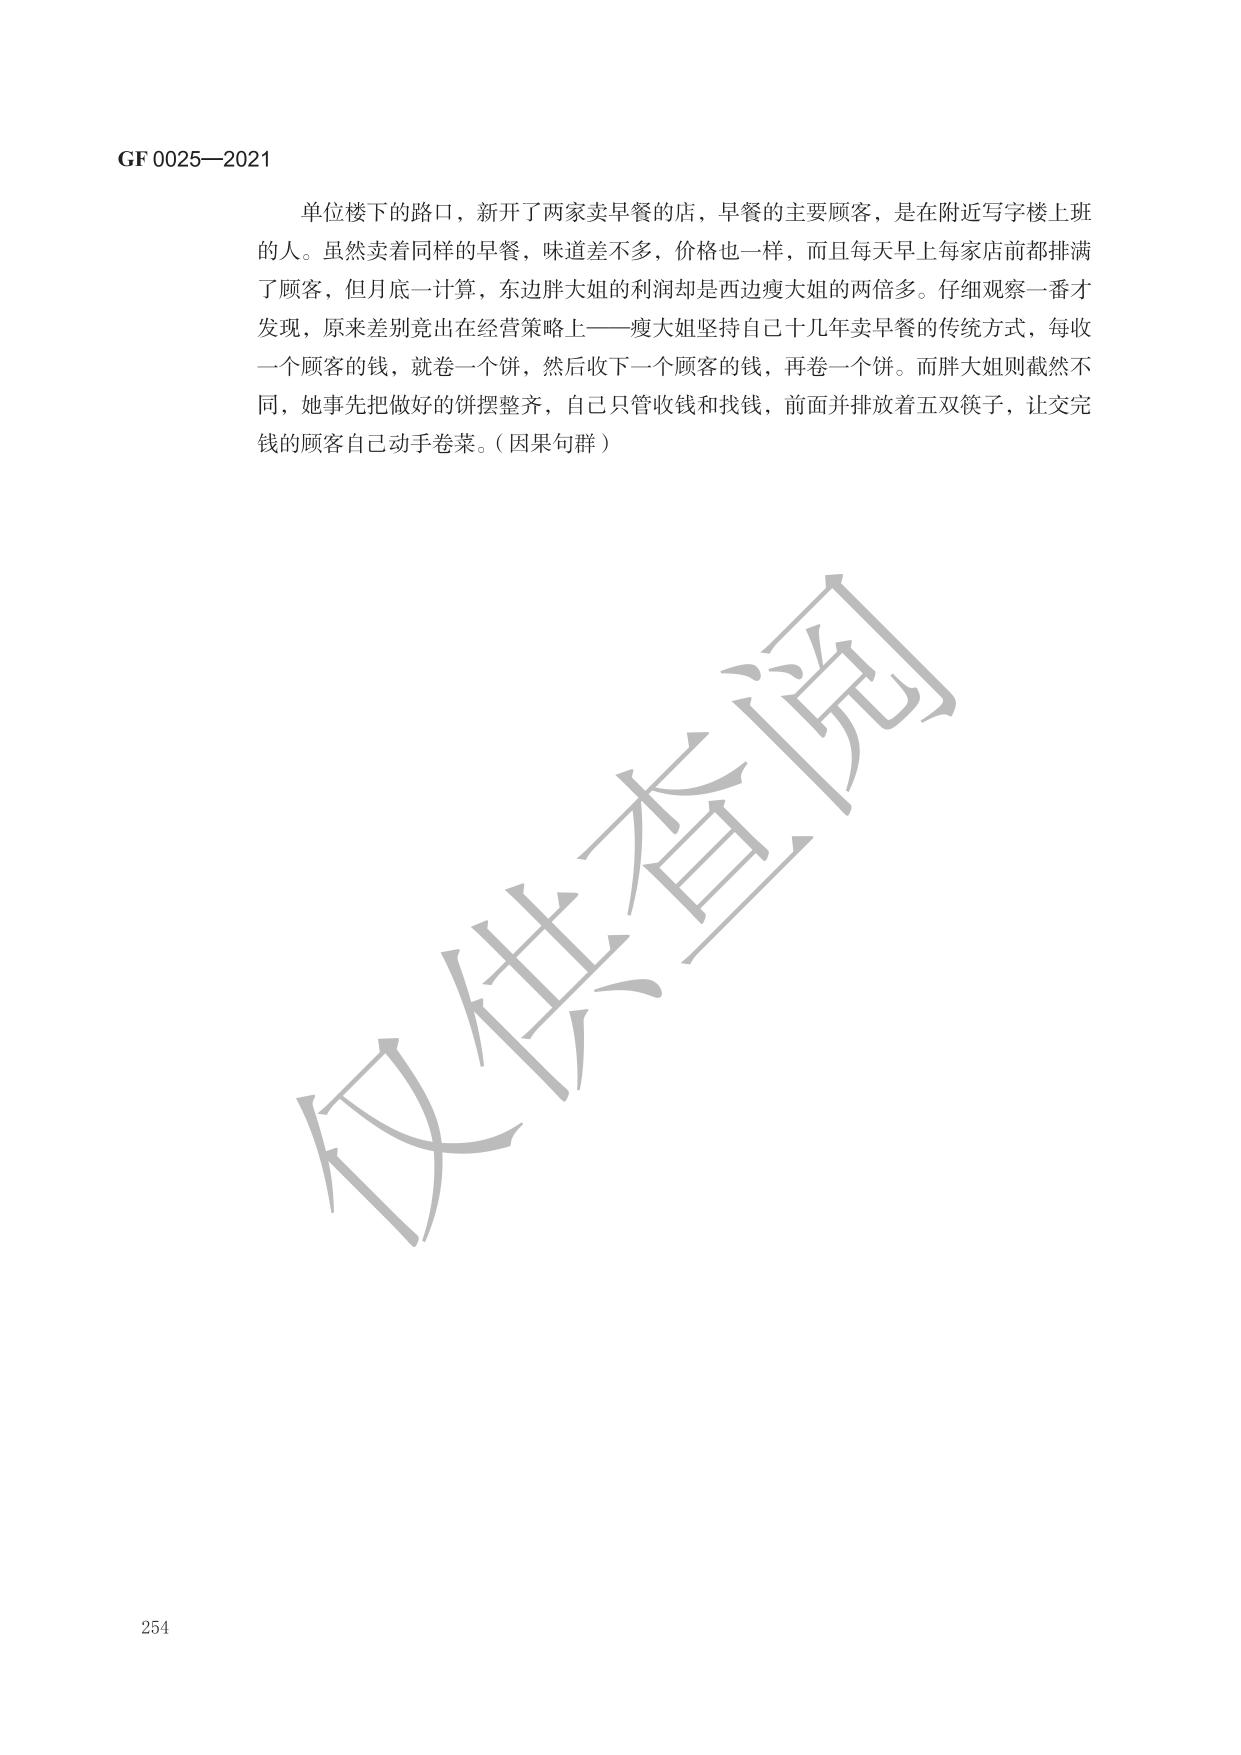 GF 0025—2021
单位楼下的路口，新开了两家卖早餐的店，早餐的主要顾客，是在附近写字楼上班
的人。虽然卖着同样的早餐，味道差不多，价格也一样，而且每天早上每家店前都排满
了顾客，但月底一计算，东边胖大姐的利润却是西边瘦大姐的两倍多。仔细观察一番才
发现，原来差别竟出在经营策略上——瘦大姐坚持自己十几年卖早餐的传统方式，每收
一个顾客的钱，就卷一个饼，然后收下一个顾客的钱，再卷一个饼。而胖大姐则截然不
同，她事先把做好的饼摆整齐，自己只管收钱和找钱，前面并排放着五双筷子，让交完
钱的顾客自己动手卷菜。（因果句群）
仅供查阅
254